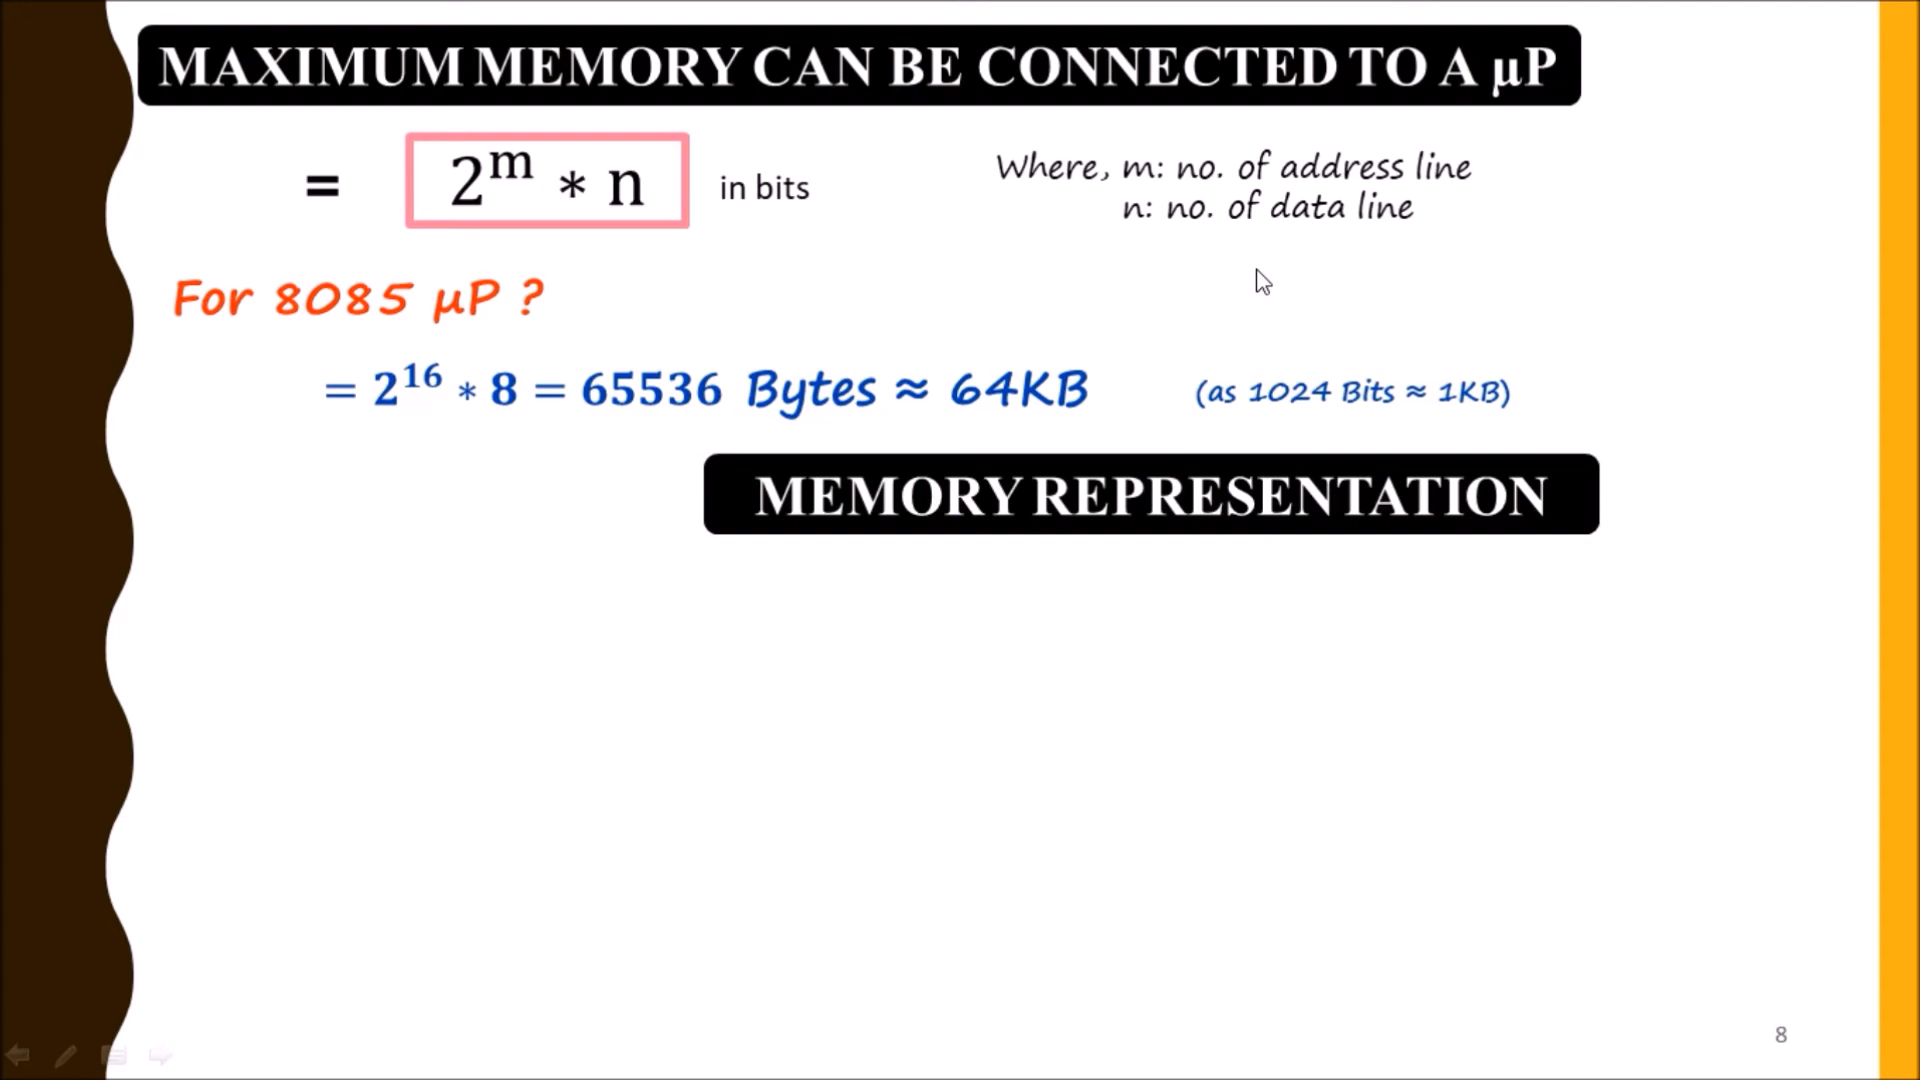 MAXIMUM MEMORY CAN BE CONNECTED TO A µP
= 2^m * n in bits
Where, m: no. of address line
n: no. of data line
For 8085 µP ?
= 2^16 * 8 = 65536 Bytes ≈ 64KB (as 1024 Bits ≈ 1KB)
MEMORY REPRESENTATION
8